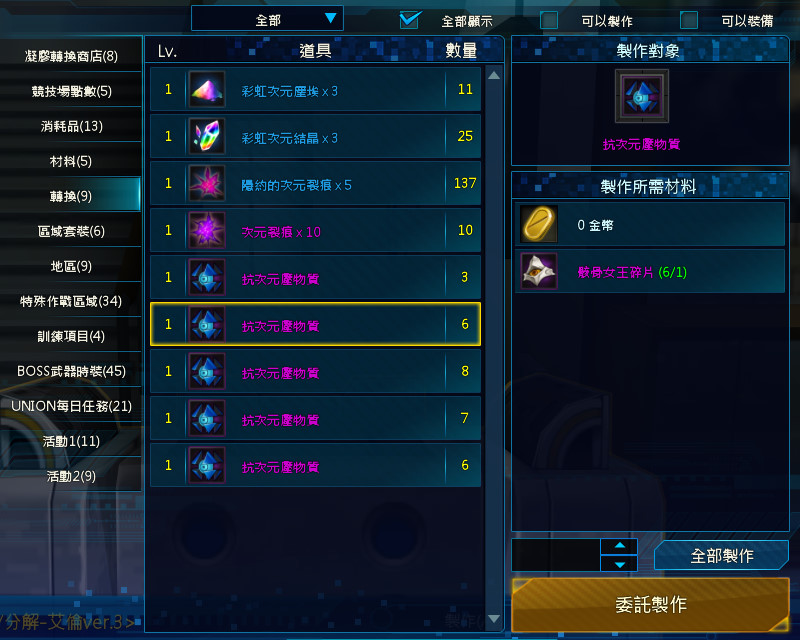 全部
全部顯示
可以製作
可以裝備
凝膠轉換商店(8)
競技場點數(5)
消耗品(13)
材料(5)
轉換(9)
區域套裝(6)
地區(9)
特殊作戰區域(34)
訓練項目(4)
BOSS武器時裝(45)
UNION每日任務(21)
活動1(11)
活動2(9)
Lv. 道具 數量
1 彩虹次元塵埃 x 3 11
1 彩虹次元結晶 x 3 25
1 隱約的次元裂痕 x 5 137
1 次元裂痕 x 10 10
1 抗次元塵物質 3
1 抗次元塵物質 6
1 抗次元塵物質 8
1 抗次元塵物質 7
1 抗次元塵物質 6
製作對象
抗次元塵物質
製作所需材料
0 金幣
骸骨女王碎片 (6/1)
全部製作
委託製作
/分解-艾倫ver.3>